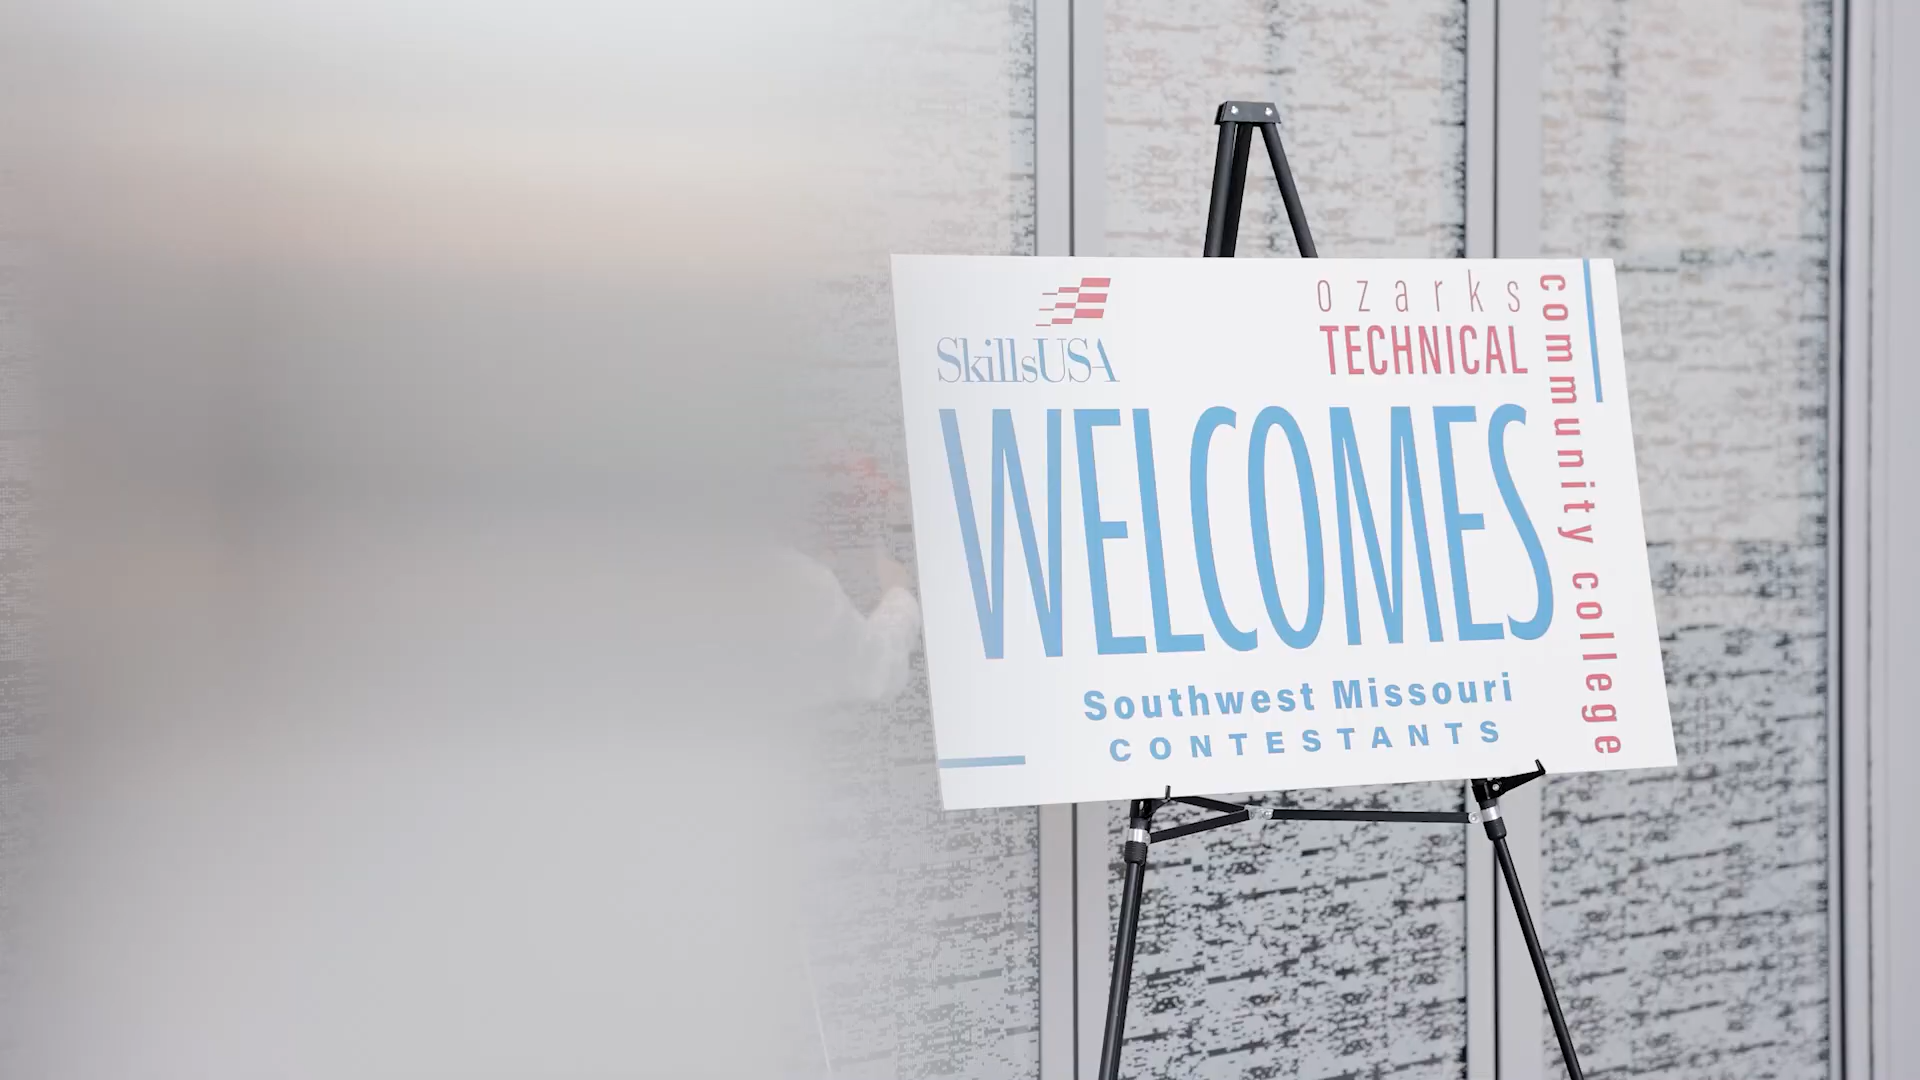 SkillsUSA
ozarks
TECHNICAL
community college
WELCOMES
Southwest Missouri
CONTESTANTS